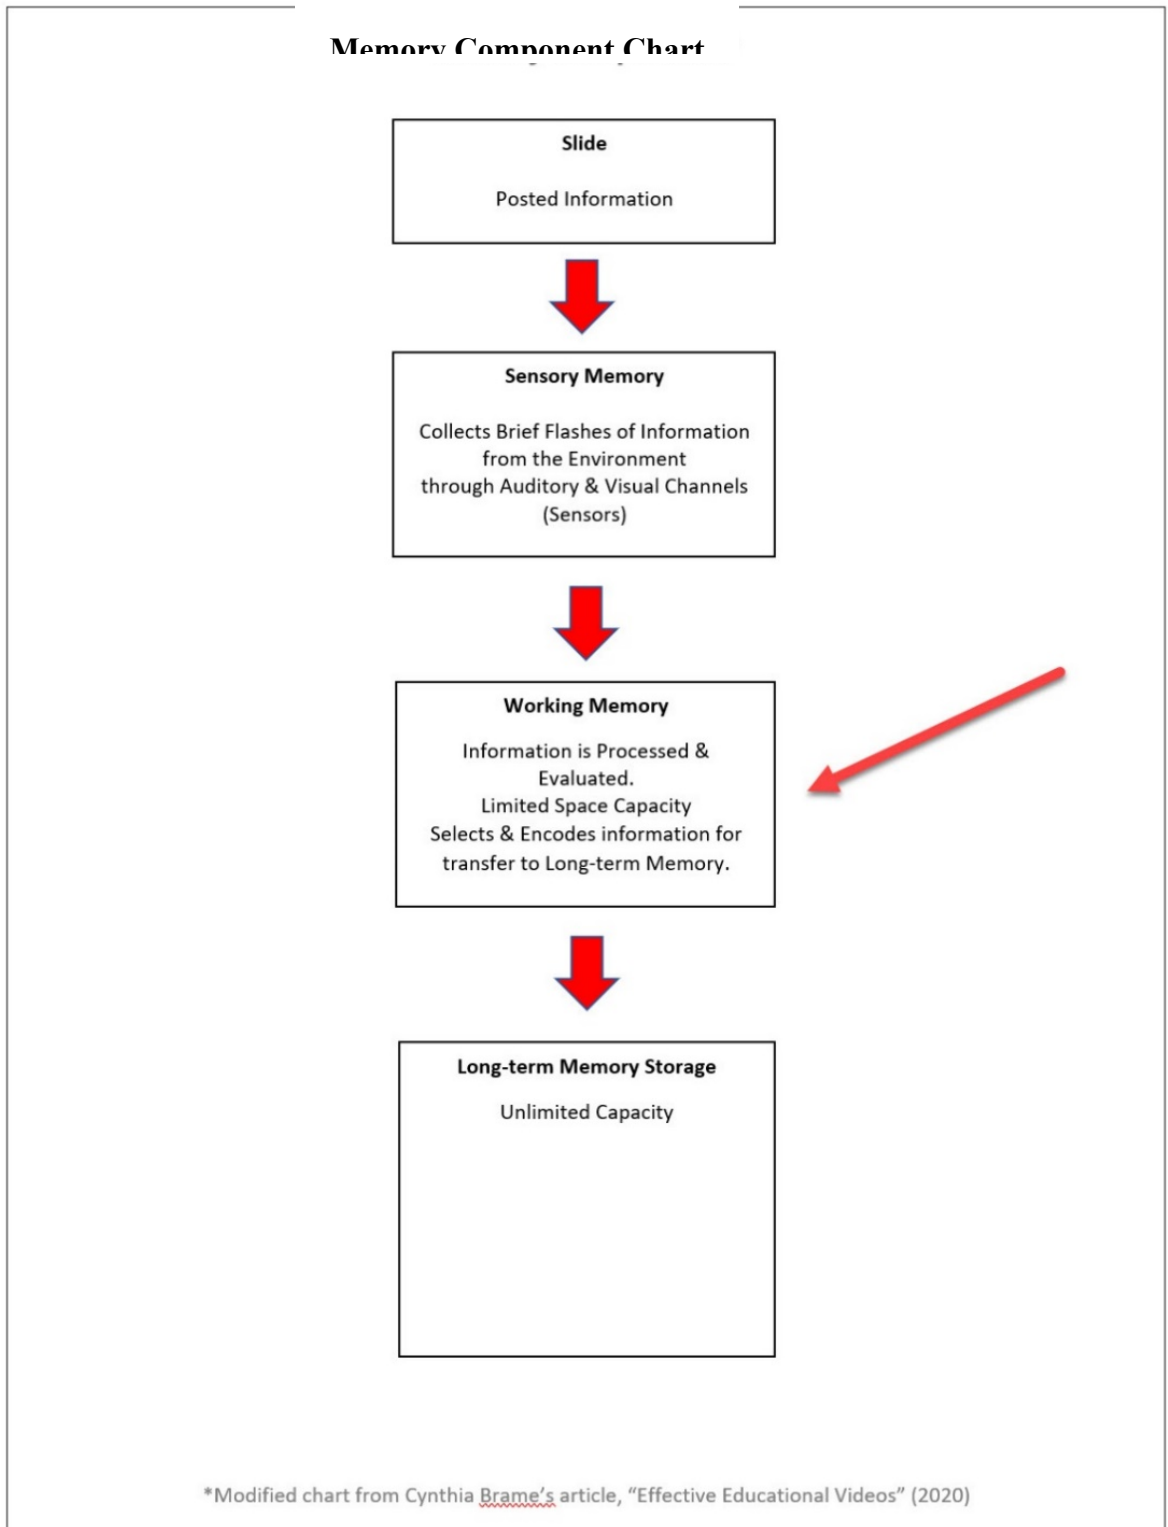 Memory Component Chart
Slide
Posted Information
Sensory Memory
Collects Brief Flashes of Information
from the Environment
through Auditory & Visual Channels
(Sensors)
Working Memory
Information is Processed &
Evaluated.
Limited Space Capacity
Selects & Encodes information for
transfer to Long-term Memory.
Long-term Memory Storage
Unlimited Capacity
*Modified chart from Cynthia Brame’s article, “Effective Educational Videos” (2020)